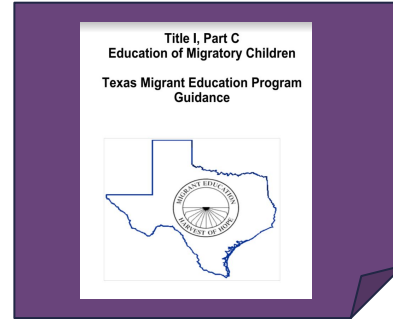 Title I, Part C
Education of Migratory Children
Texas Migrant Education Program
Guidance
MIGRANT EDUCATION
HARVEST OF HOPE